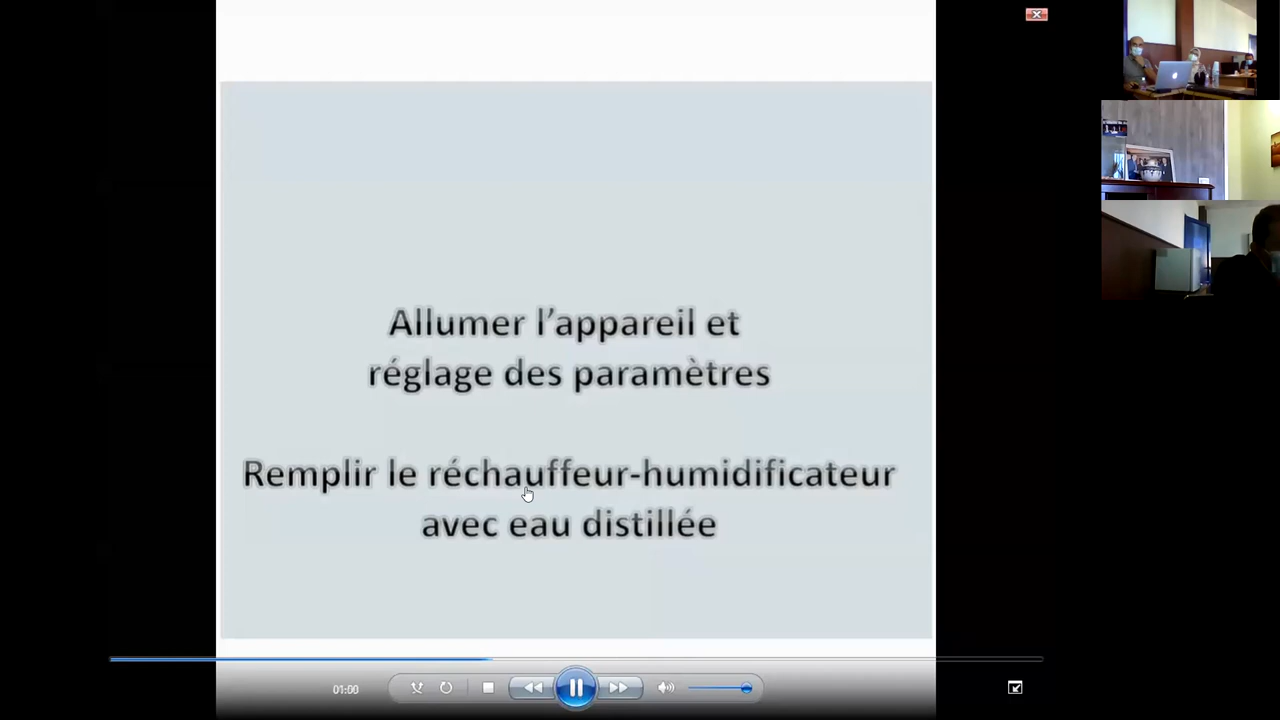 Allumer l’appareil et
réglage des paramètres
Remplir le réchauffeur-humidificateur
avec eau distillée
01:00